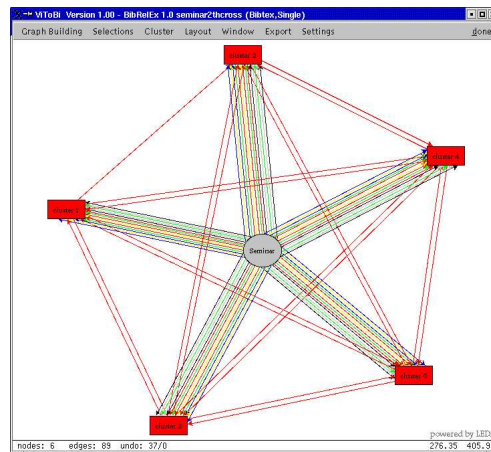 ViToBi Version 1.00 - BibRelEx 1.0 seminar2thcross (Bibtex,Single)
Graph Building Selections Cluster Layout Window Export Settings done
cluster 3
cluster 4
cluster 1
Seminar
cluster 5
cluster 2
powered by LED
nodes: 6 edges: 89 undo: 37/0 276.35 405.9